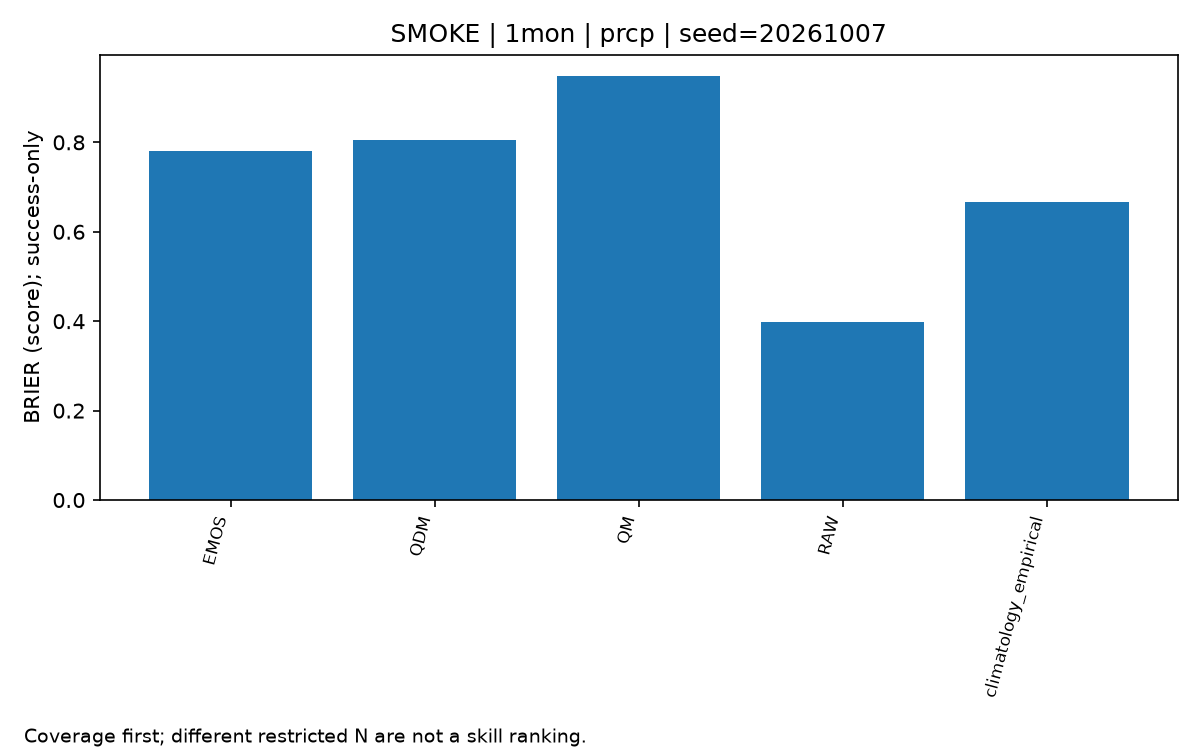 SMOKE | 1mon | prcp | seed=20261007
BRIER (score); success-only
0.8
0.6
0.4
0.2
0.0
EMOS
QDM
QM
RAW
climatology_empirical
Coverage first; different restricted N are not a skill ranking.